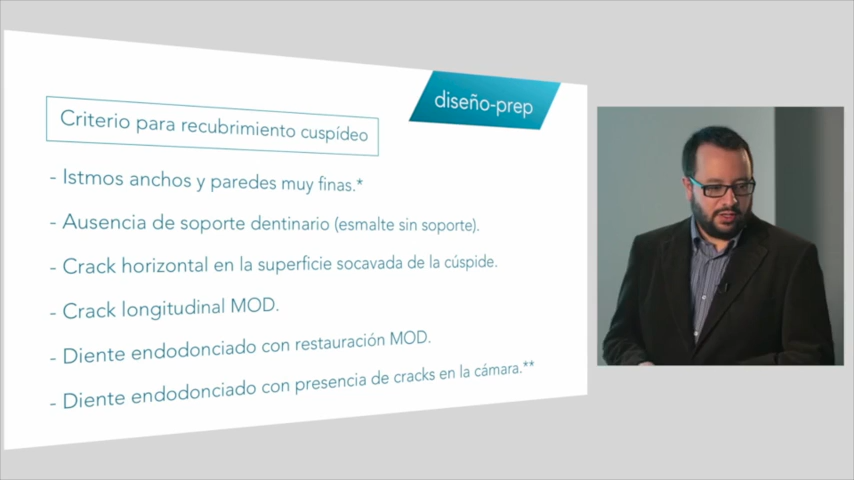 diseño-prep
Criterio para recubrimiento cuspídeo
- Istmos anchos y paredes muy finas.*
- Ausencia de soporte dentinario (esmalte sin soporte).
- Crack horizontal en la superficie socavada de la cúspide.
- Crack longitudinal MOD.
- Diente endodonciado con restauración MOD.
- Diente endodonciado con presencia de cracks en la cámara.**